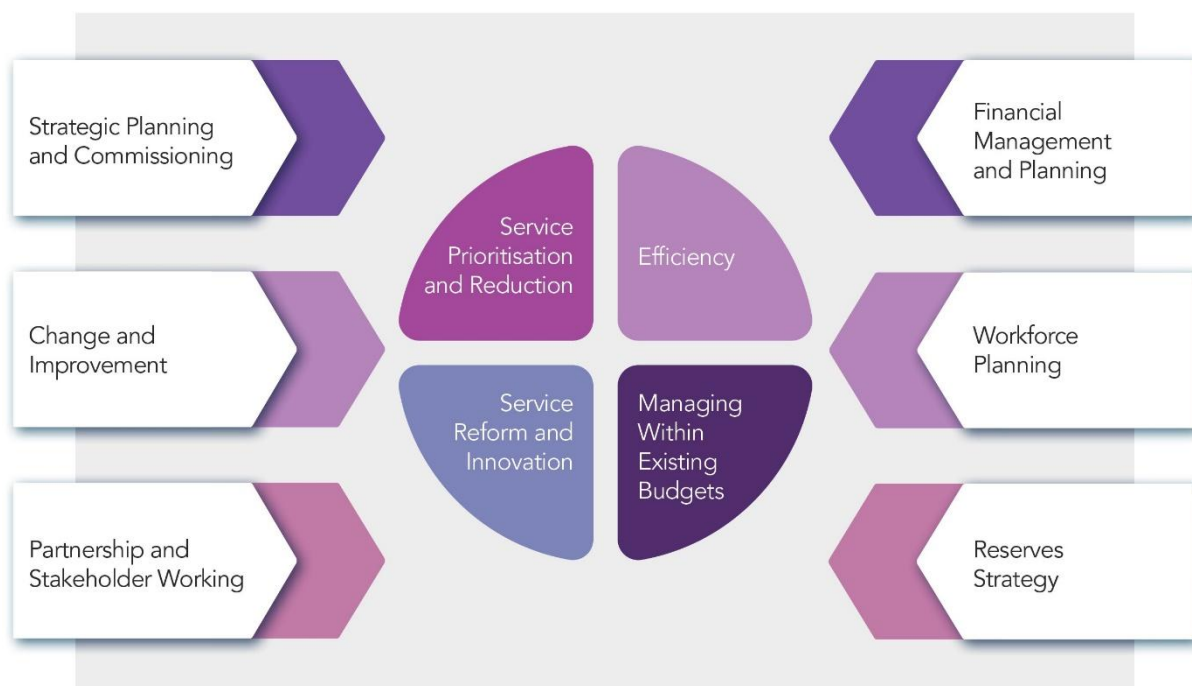 Strategic Planning
and Commissioning
Change and
Improvement
Partnership and
Stakeholder Working
Service
Prioritisation
and Reduction
Efficiency
Service
Reform and
Innovation
Managing
Within
Existing
Budgets
Financial
Management
and Planning
Workforce
Planning
Reserves
Strategy